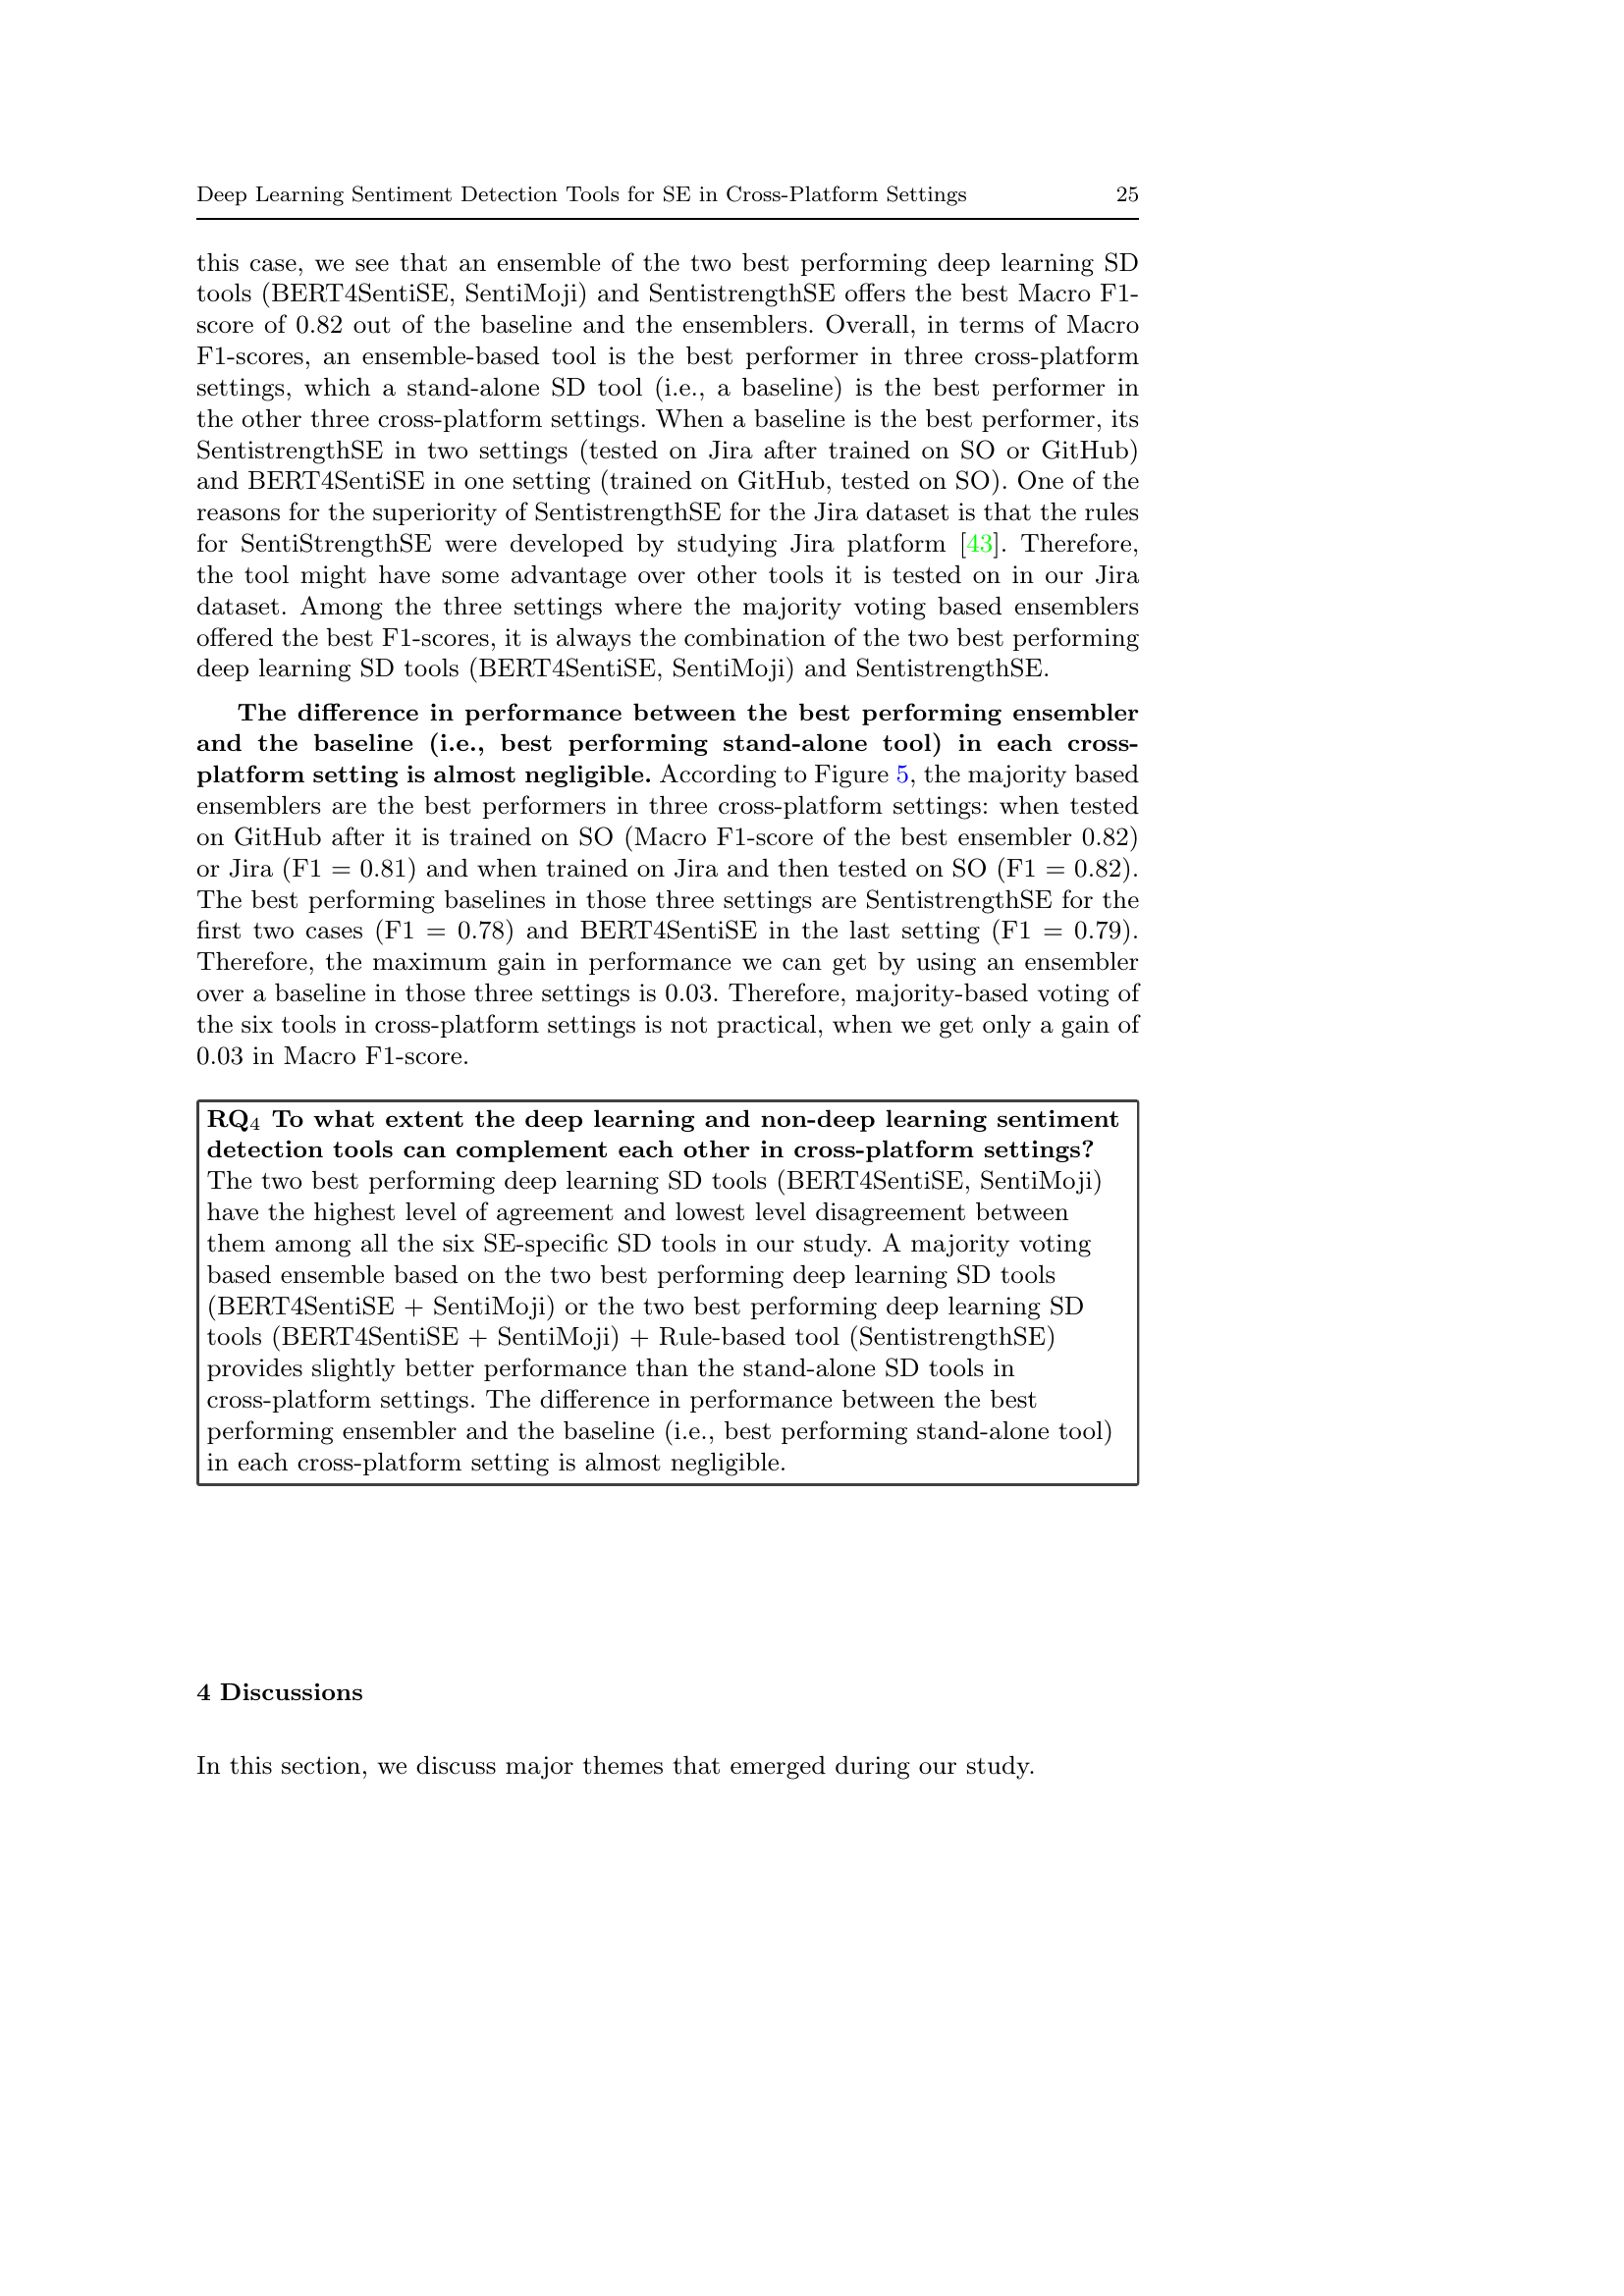 Deep Learning Sentiment Detection Tools for SE in Cross-Platform Settings 25
this case, we see that an ensemble of the two best performing deep learning SD
tools (BERT4SentiSE, SentiMoji) and SentistrengthSE offers the best Macro F1-
score of 0.82 out of the baseline and the ensemblers. Overall, in terms of Macro
F1-scores, an ensemble-based tool is the best performer in three cross-platform
settings, which a stand-alone SD tool (i.e., a baseline) is the best performer in
the other three cross-platform settings. When a baseline is the best performer, its
SentistrengthSE in two settings (tested on Jira after trained on SO or GitHub)
and BERT4SentiSE in one setting (trained on GitHub, tested on SO). One of the
reasons for the superiority of SentistrengthSE for the Jira dataset is that the rules
for SentiStrengthSE were developed by studying Jira platform [43]. Therefore,
the tool might have some advantage over other tools it is tested on in our Jira
dataset. Among the three settings where the majority voting based ensemblers
offered the best F1-scores, it is always the combination of the two best performing
deep learning SD tools (BERT4SentiSE, SentiMoji) and SentistrengthSE.
The difference in performance between the best performing ensembler
and the baseline (i.e., best performing stand-alone tool) in each cross-
platform setting is almost negligible. According to Figure 5, the majority based
ensemblers are the best performers in three cross-platform settings: when tested
on GitHub after it is trained on SO (Macro F1-score of the best ensembler 0.82)
or Jira (F1 = 0.81) and when trained on Jira and then tested on SO (F1 = 0.82).
The best performing baselines in those three settings are SentistrengthSE for the
first two cases (F1 = 0.78) and BERT4SentiSE in the last setting (F1 = 0.79).
Therefore, the maximum gain in performance we can get by using an ensembler
over a baseline in those three settings is 0.03. Therefore, majority-based voting of
the six tools in cross-platform settings is not practical, when we get only a gain of
0.03 in Macro F1-score.
RQ4 To what extent the deep learning and non-deep learning sentiment
detection tools can complement each other in cross-platform settings?
The two best performing deep learning SD tools (BERT4SentiSE, SentiMoji)
have the highest level of agreement and lowest level disagreement between
them among all the six SE-specific SD tools in our study. A majority voting
based ensemble based on the two best performing deep learning SD tools
(BERT4SentiSE + SentiMoji) or the two best performing deep learning SD
tools (BERT4SentiSE + SentiMoji) + Rule-based tool (SentistrengthSE)
provides slightly better performance than the stand-alone SD tools in
cross-platform settings. The difference in performance between the best
performing ensembler and the baseline (i.e., best performing stand-alone tool)
in each cross-platform setting is almost negligible.
4 Discussions
In this section, we discuss major themes that emerged during our study.